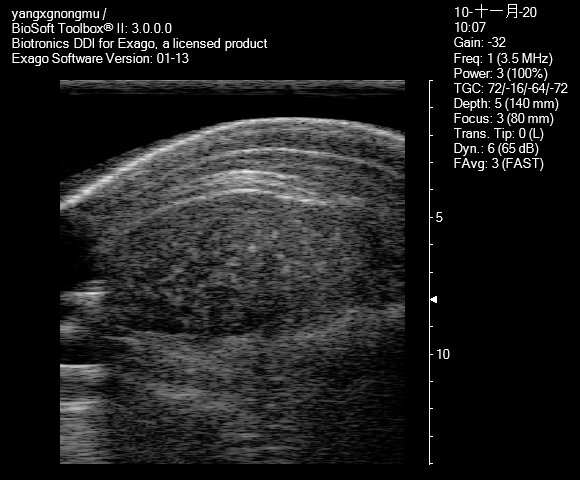 yangxgnongmu /
BioSoft Toolbox® II: 3.0.0.0
Biotronics DDI for Exago, a licensed product
Exago Software Version: 01-13
10-十一月-20
10:07
Gain: -32
Freq: 1 (3.5 MHz)
Power: 3 (100%)
TGC: 72/-16/-64/-72
Depth: 5 (140 mm)
Focus: 3 (80 mm)
Trans. Tip: 0 (L)
Dyn.: 6 (65 dB)
FAvg: 3 (FAST)
5
10